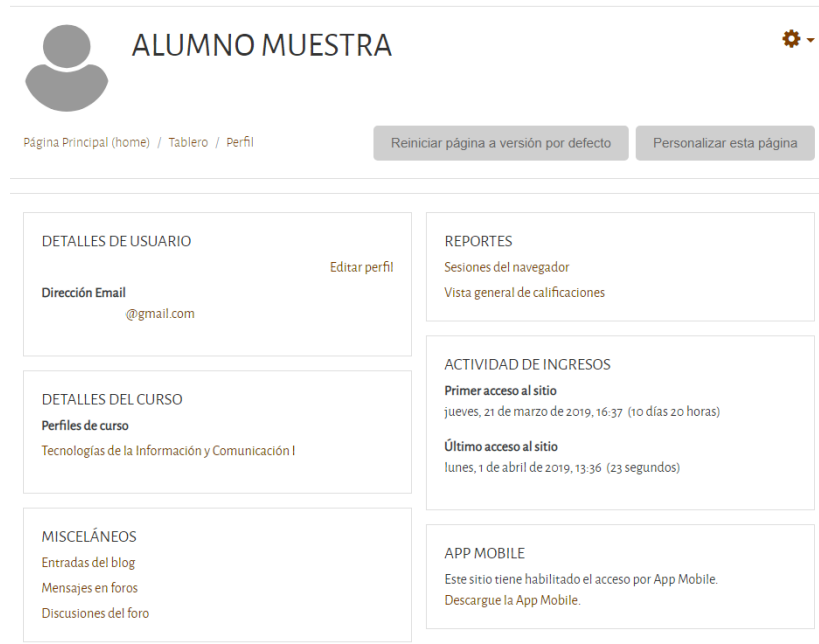 ALUMNO MUESTRA
Página Principal (home) / Tablero / Perfil
Reiniciar página a versión por defecto
Personalizar esta página
DETALLES DE USUARIO
Editar perfil
Dirección Email
@gmail.com
DETALLES DEL CURSO
Perfiles de curso
Tecnologías de la Información y Comunicación I
MISCELÁNEOS
Entradas del blog
Mensajes en foros
Discusiones del foro
REPORTES
Sesiones del navegador
Vista general de calificaciones
ACTIVIDAD DE INGRESOS
Primer acceso al sitio
jueves, 21 de marzo de 2019, 16:37 (10 días 20 horas)
Último acceso al sitio
lunes, 1 de abril de 2019, 13:36 (23 segundos)
APP MOBILE
Este sitio tiene habilitado el acceso por App Mobile.
Descargue la App Mobile.